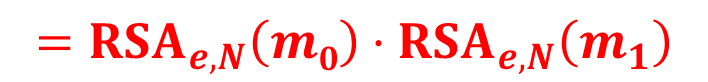 = RSA_{e,N}(m_0) · RSA_{e,N}(m_1)